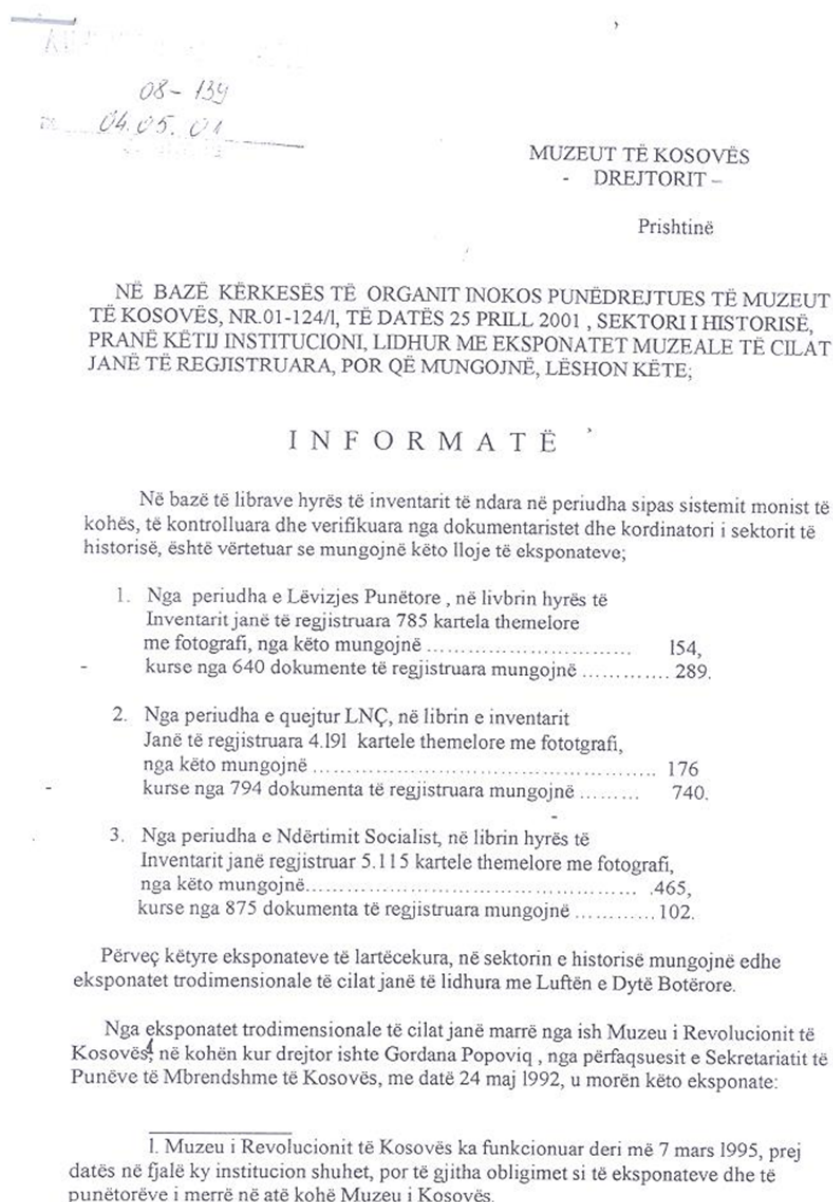 08-139
04.05.01
MUZEUT TË KOSOVËS
- DREJTORIT –
Prishtinë
NË BAZË KËRKESËS TË ORGANIT INOKOS PUNËDREJTUES TË MUZEUT
TË KOSOVËS, NR.01-124/l, TË DATËS 25 PRILL 2001 , SEKTORI I HISTORISË,
PRANË KËTIJ INSTITUCIONI, LIDHUR ME EKSPONATET MUZEALE TË CILAT
JANË TË REGJISTRUARA, POR QË MUNGOJNË, LËSHON KËTE;
I N F O R M A T Ë
Në bazë të librave hyrës të inventarit të ndara në periudha sipas sistemit monist të
kohës, të kontrolluara dhe verifikuara nga dokumentaristet dhe kordinatori i sektorit të
historisë, është vërtetuar se mungojnë këto lloje të eksponateve;
1. Nga periudha e Lëvizjes Punëtore , në livbrin hyrës të
Inventarit janë të regjistruara 785 kartela themelore
me fotografi, nga këto mungojnë ................................ l54,
- kurse nga 640 dokumente të regjistruara mungojnë ............. 289.
2. Nga periudha e quejtur LNÇ, në librin e inventarit
Janë të regjistruara 4.l9l kartele themelore me fototgrafi,
nga këto mungojnë ..................................................... 176
- kurse nga 794 dokumenta të regjistruara mungojnë ......... 740.
3. Nga periudha e Ndërtimit Socialist, në librin hyrës të
Inventarit janë regjistruar 5.115 kartele themelore me fotografi,
nga këto mungojnë................................................... .465,
kurse nga 875 dokumenta të regjistruara mungojnë ............102.
Përveç këtyre eksponateve të lartëcekura, në sektorin e historisë mungojnë edhe
eksponatet trodimensionale të cilat janë të lidhura me Luftën e Dytë Botërore.
Nga eksponatet trodimensionale të cilat janë marrë nga ish Muzeu i Revolucionit të
Kosovës¹, në kohën kur drejtor ishte Gordana Popoviq , nga përfaqsuesit e Sekretariatit të
Punëve të Mbrendshme të Kosovës, me datë 24 maj 1992, u morën këto eksponate:
l. Muzeu i Revolucionit të Kosovës ka funkcionuar deri më 7 mars 1995, prej
datës në fjalë ky institucion shuhet, por të gjitha obligimet si të eksponateve dhe të
punëtorëve i merrë në atë kohë Muzeu i Kosovës.